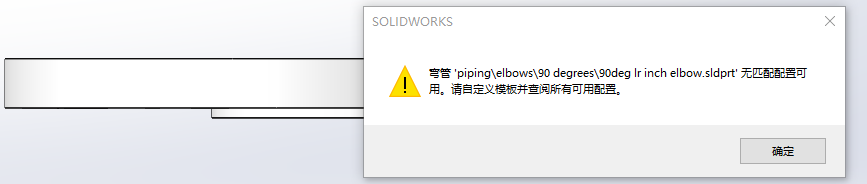 SOLIDWORKS
弯管 'piping\elbows\90 degrees\90deg lr inch elbow.sldprt' 无匹配配置可
用。请自定义模板并查阅所有可用配置。
确定